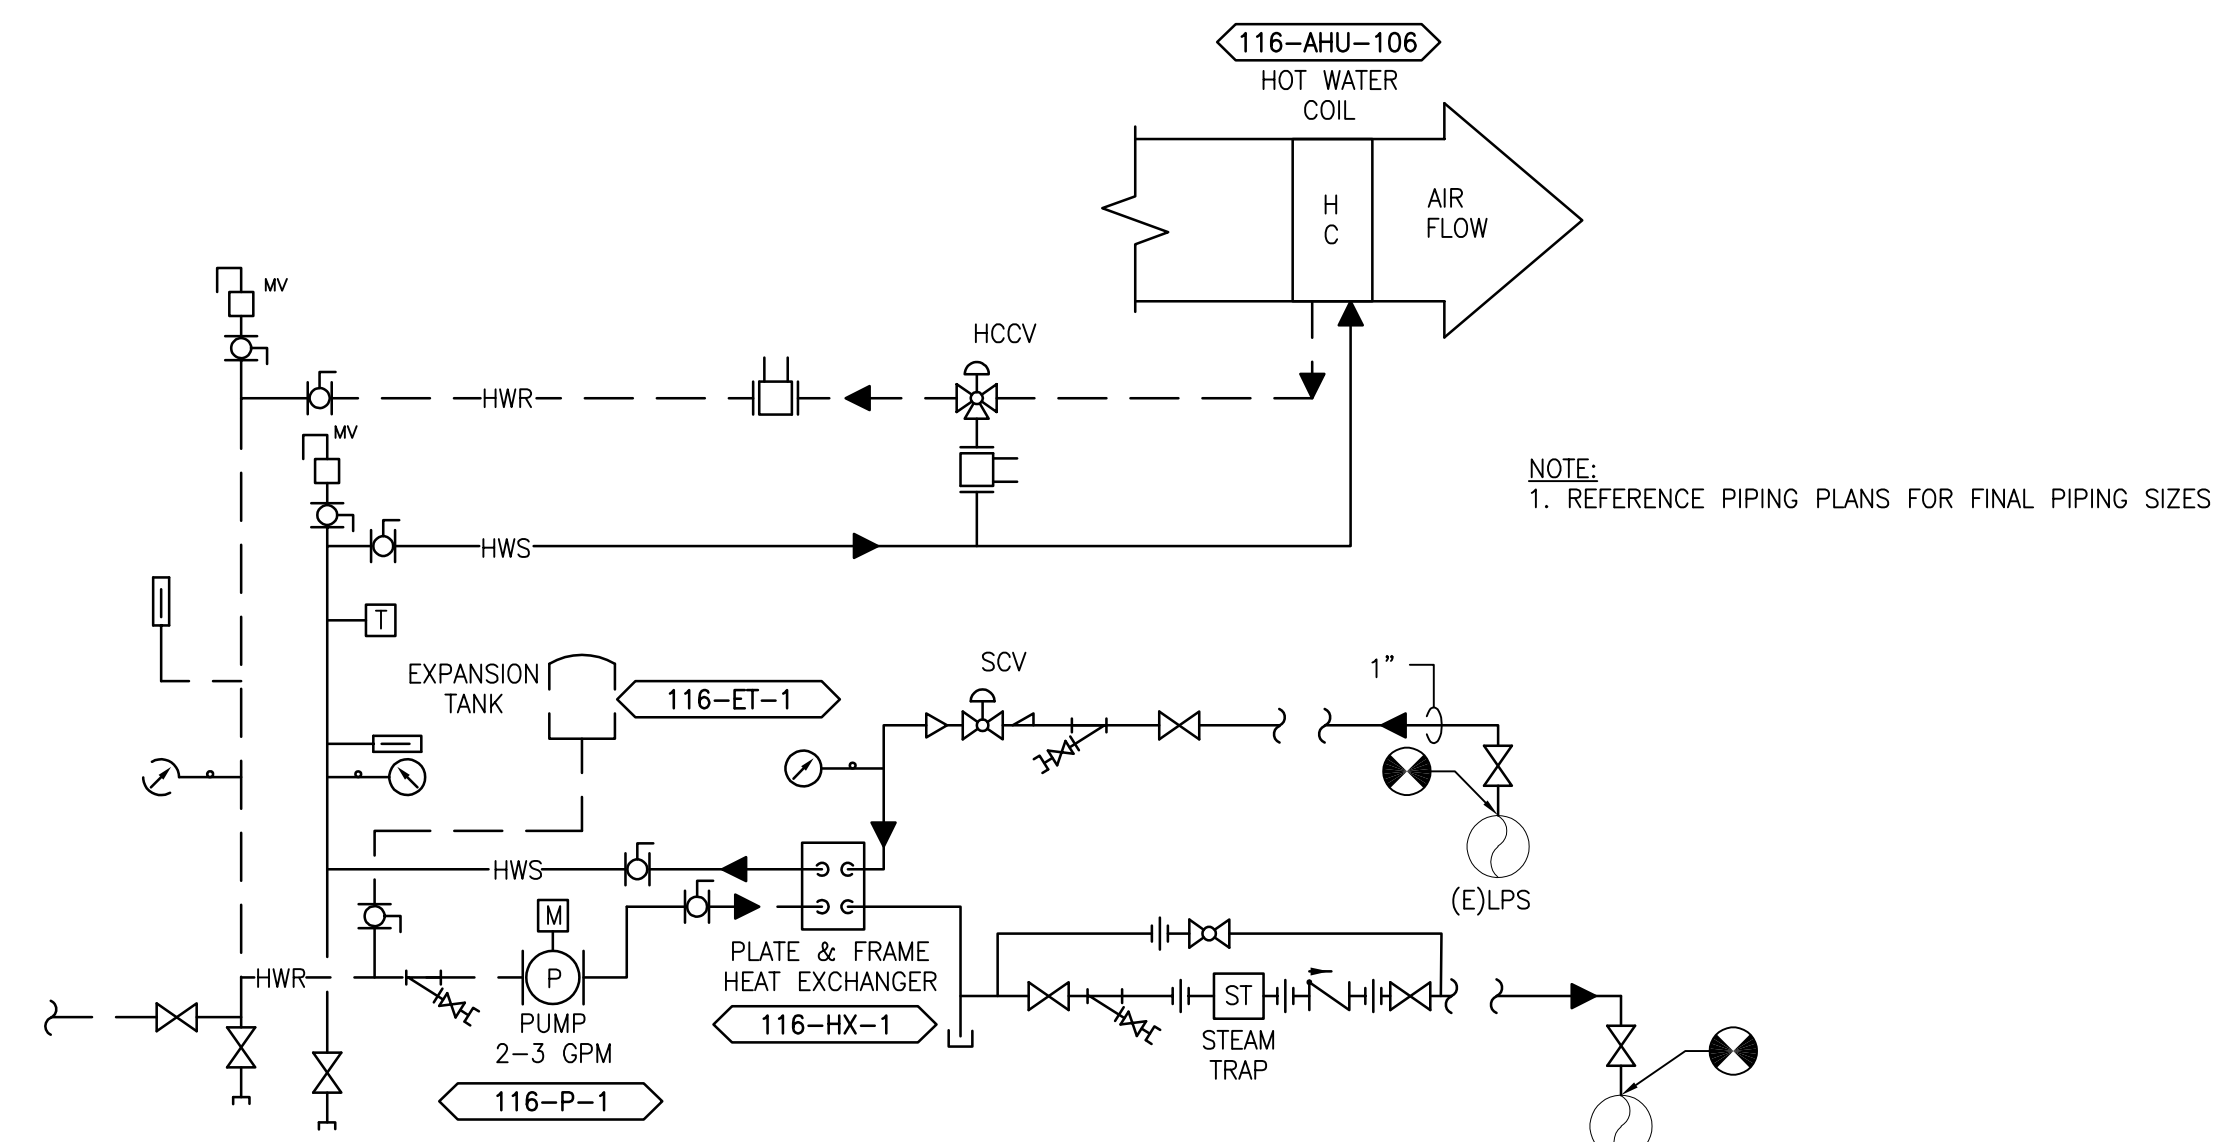 116-AHU-106
HOT WATER
COIL
H
C
AIR
FLOW
MV
HCCV
HWR
MV
NOTE:
1. REFERENCE PIPING PLANS FOR FINAL PIPING SIZES
HWS
T
EXPANSION
TANK
116-ET-1
SCV
1”
HWS
(E)LPS
M
PLATE & FRAME
HEAT EXCHANGER
116-HX-1
HWR
P
PUMP
2-3 GPM
116-P-1
ST
STEAM
TRAP